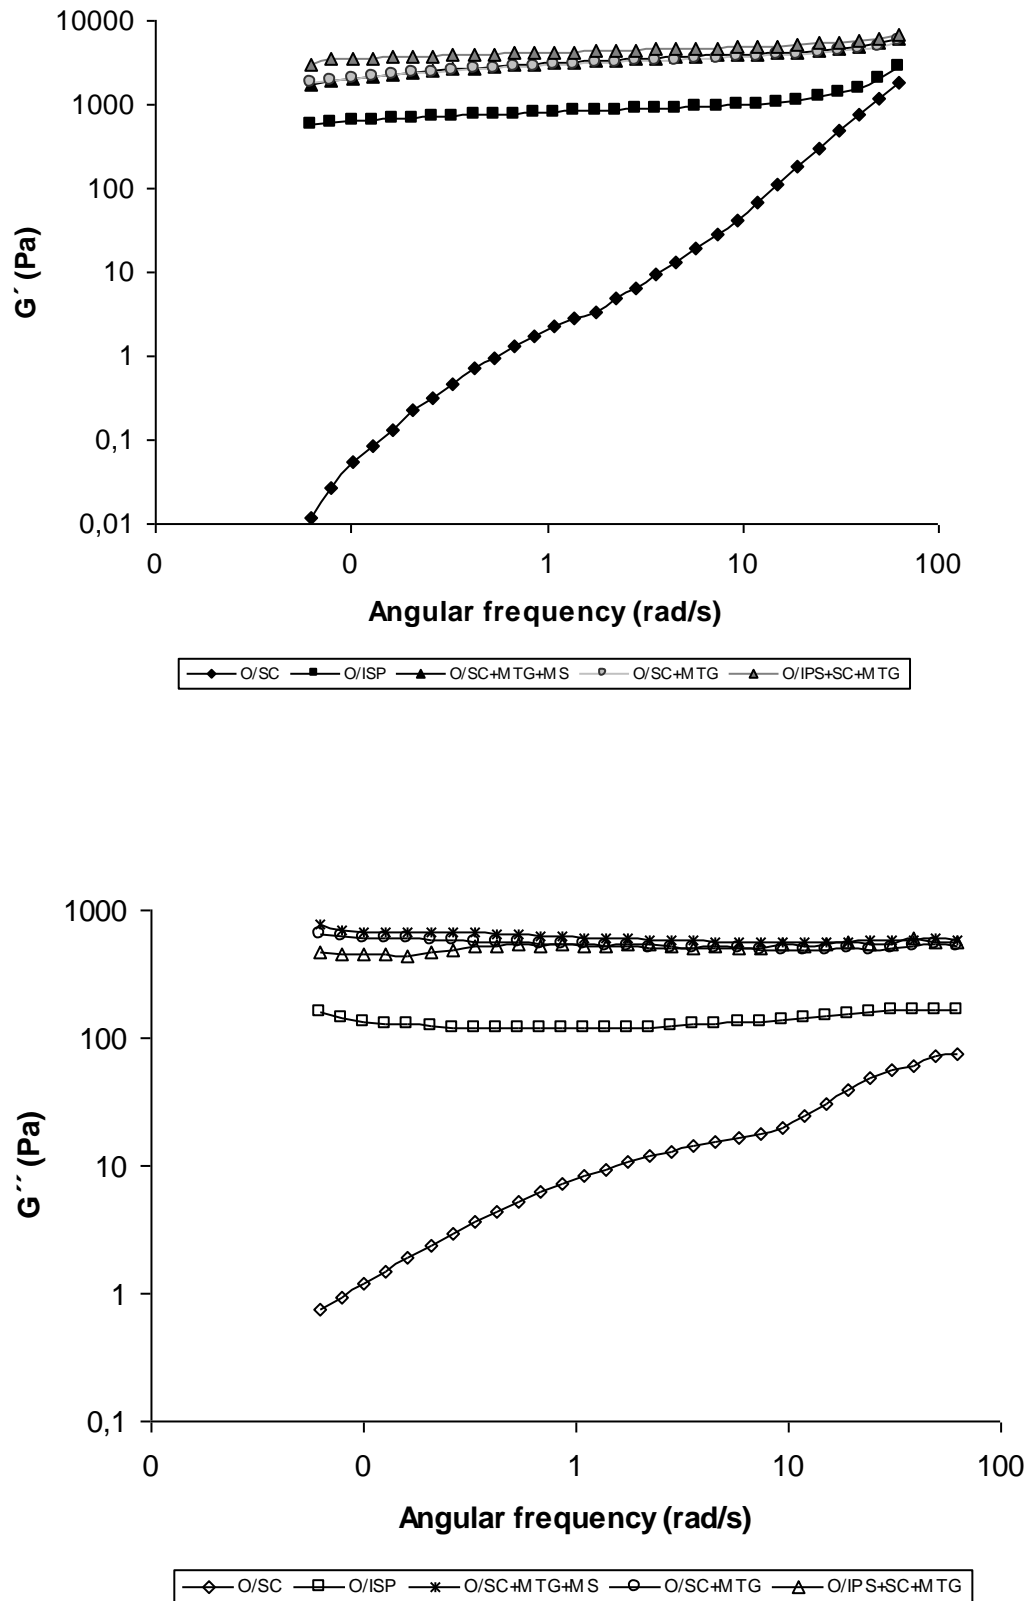 10000
1000
100
10
1
0,1
0,01
G´ (Pa)
0 0 1 10 100
Angular frequency (rad/s)
O/SC O/ISP O/SC+MTG+MS O/SC+MTG O/IPS+SC+MTG
1000
100
10
1
0,1
G´´ (Pa)
0 0 1 10 100
Angular frequency (rad/s)
O/SC O/ISP O/SC+MTG+MS O/SC+MTG O/IPS+SC+MTG